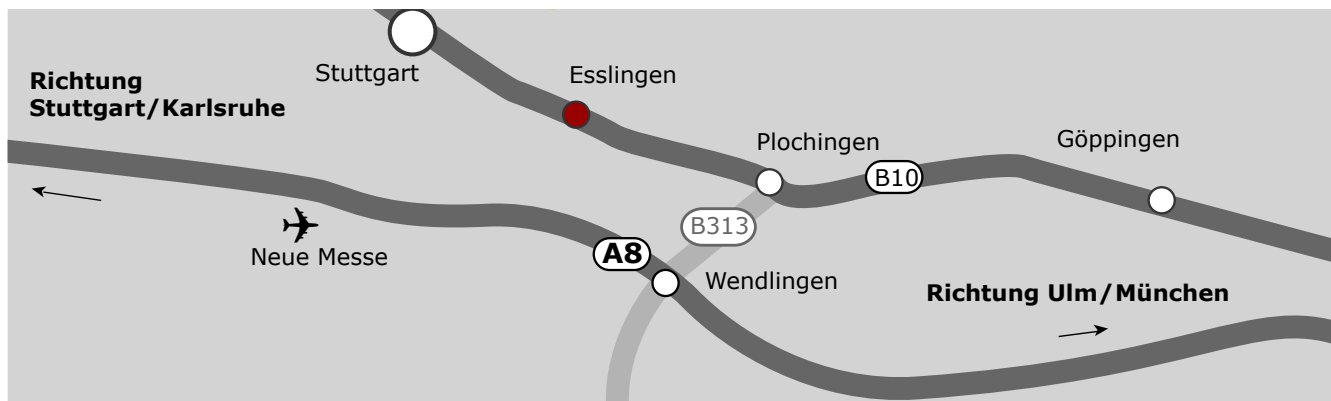 Stuttgart
Esslingen
Richtung
Stuttgart/Karlsruhe
Plochingen
Göppingen
B10
B313
Neue Messe
A8
Wendlingen
Richtung Ulm/München